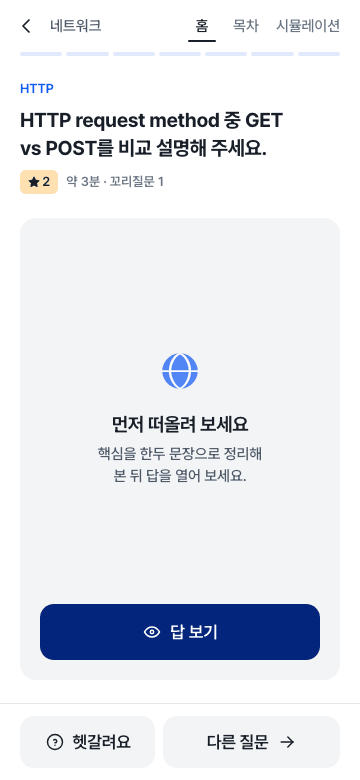 네트워크
홈
목차
시뮬레이션
HTTP
HTTP request method 중 GET
vs POST를 비교 설명해 주세요.
2
약 3분 · 꼬리질문 1
먼저 떠올려 보세요
핵심을 한두 문장으로 정리해
본 뒤 답을 열어 보세요.
답 보기
헷갈려요
다른 질문